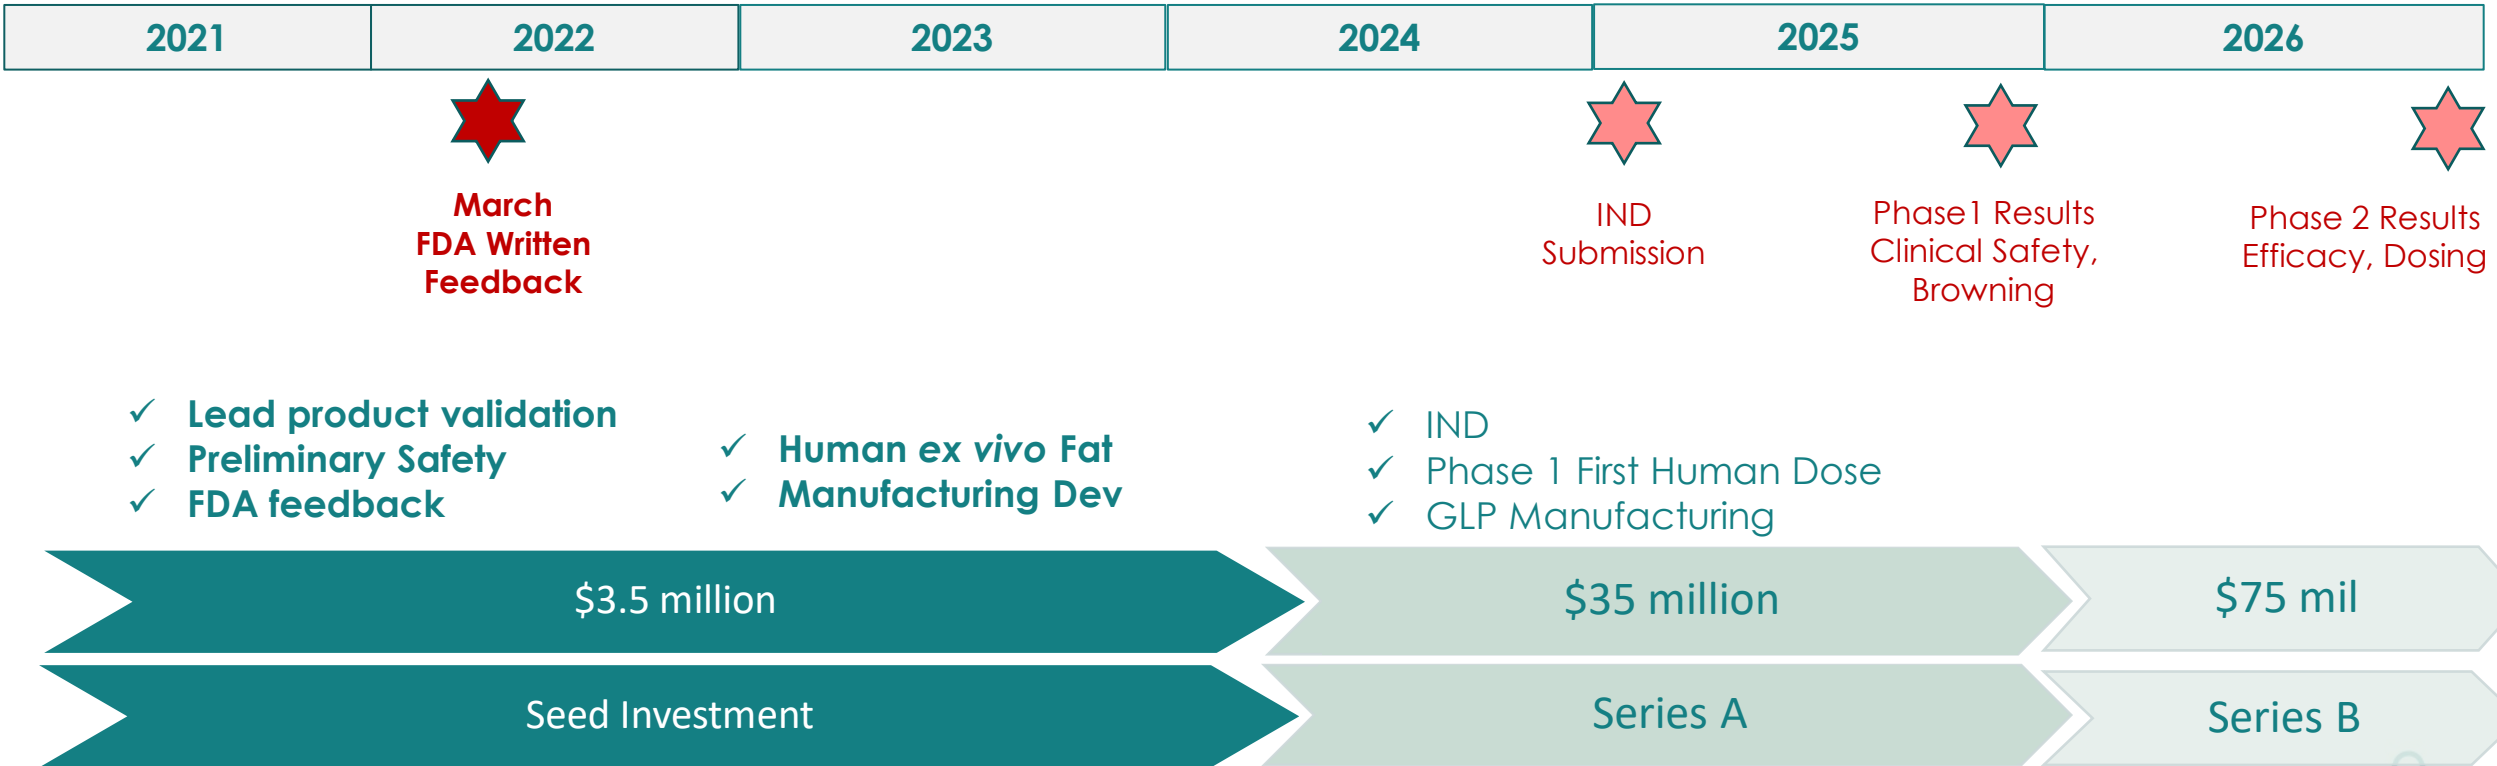 2021 2022 2023 2024 2025 2026
March
FDA Written
Feedback
IND
Submission
Phase1 Results
Clinical Safety,
Browning
Phase 2 Results
Efficacy, Dosing
✓ Lead product validation
✓ Preliminary Safety
✓ FDA feedback
✓ Human ex vivo Fat
✓ Manufacturing Dev
✓ IND
✓ Phase 1 First Human Dose
✓ GLP Manufacturing
$3.5 million
$35 million
$75 mil
Seed Investment
Series A
Series B